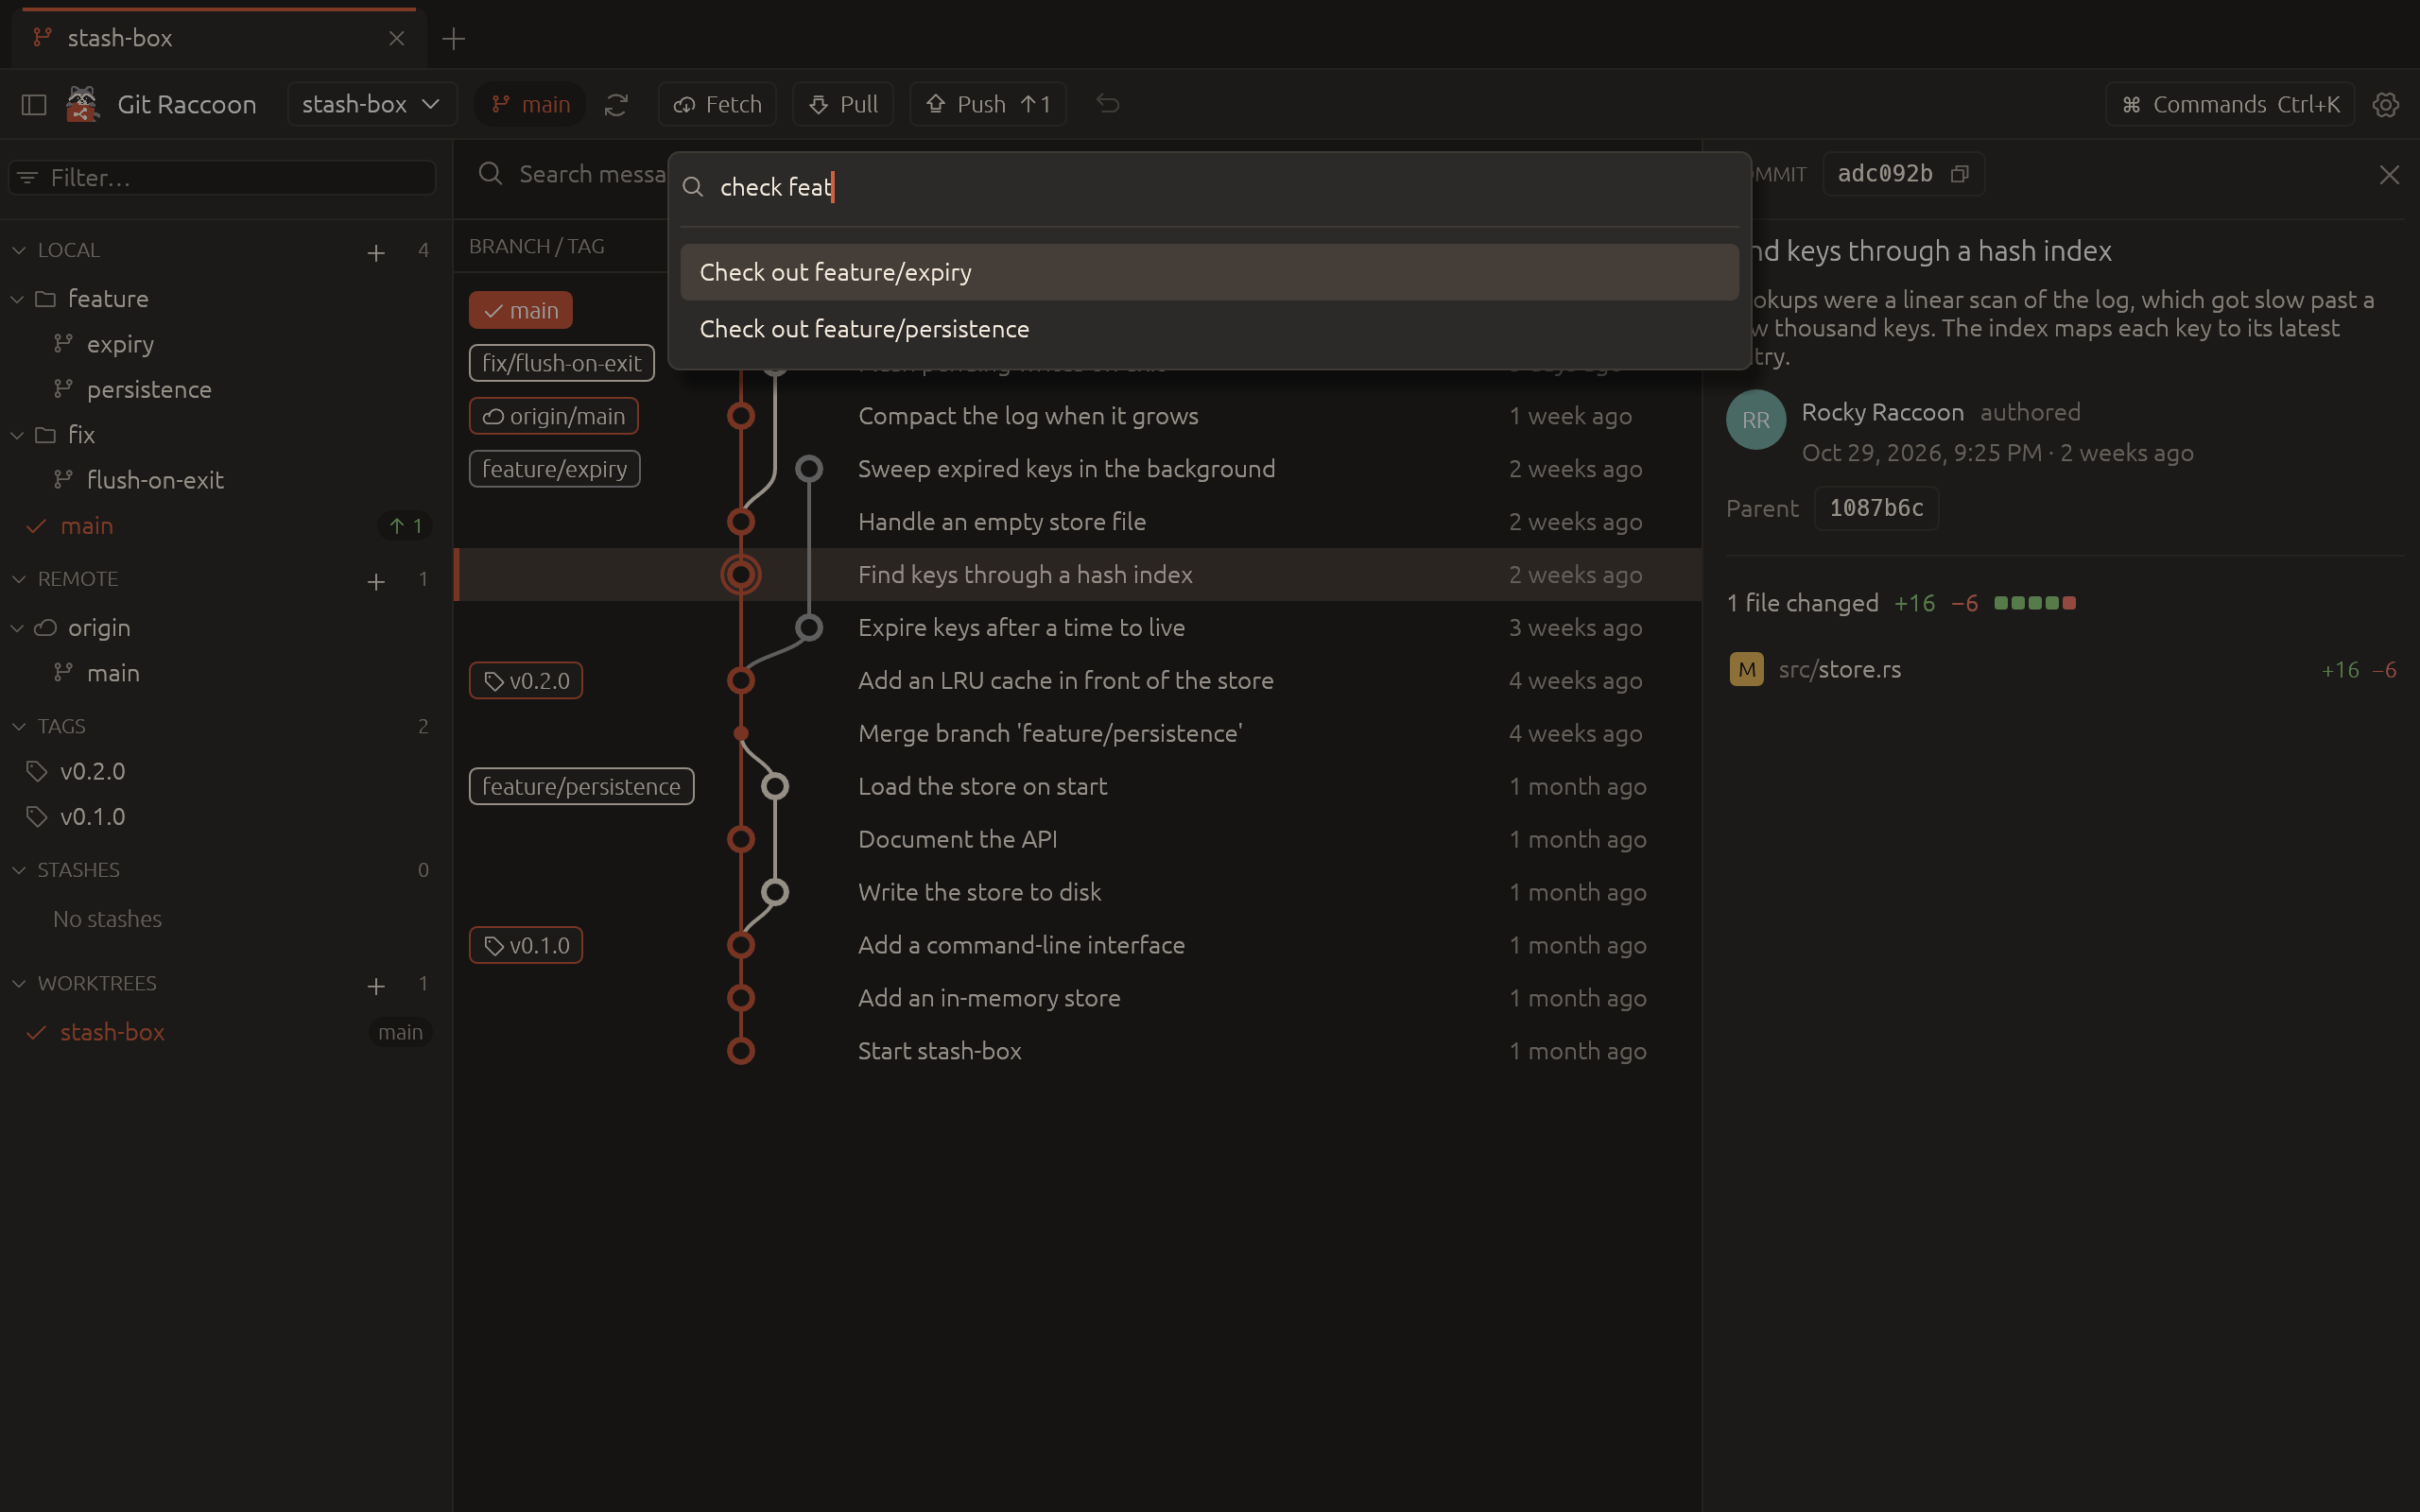 stash-box
Git Raccoon
stash-box
main
Fetch
Pull
Push ↑1
⌘ Commands Ctrl+K
Filter...
LOCAL 4
feature
expiry
persistence
fix
flush-on-exit
main ↑ 1
REMOTE 1
origin
main
TAGS 2
v0.2.0
v0.1.0
STASHES 0
No stashes
WORKTREES 1
stash-box main
Search messa
check feat
Check out feature/expiry
Check out feature/persistence
BRANCH / TAG
main
fix/flush-on-exit
origin/main Compact the log when it grows 1 week ago
feature/expiry Sweep expired keys in the background 2 weeks ago
Handle an empty store file 2 weeks ago
Find keys through a hash index 2 weeks ago
Expire keys after a time to live 3 weeks ago
v0.2.0 Add an LRU cache in front of the store 4 weeks ago
Merge branch 'feature/persistence' 4 weeks ago
feature/persistence Load the store on start 1 month ago
Document the API 1 month ago
Write the store to disk 1 month ago
v0.1.0 Add a command-line interface 1 month ago
Add an in-memory store 1 month ago
Start stash-box 1 month ago
MMIT adc092b
nd keys through a hash index
okups were a linear scan of the log, which got slow past a
w thousand keys. The index maps each key to its latest
try.
RR
Rocky Raccoon authored
Oct 29, 2026, 9:25 PM · 2 weeks ago
Parent 1087b6c
1 file changed +16 −6
M src/store.rs +16 −6